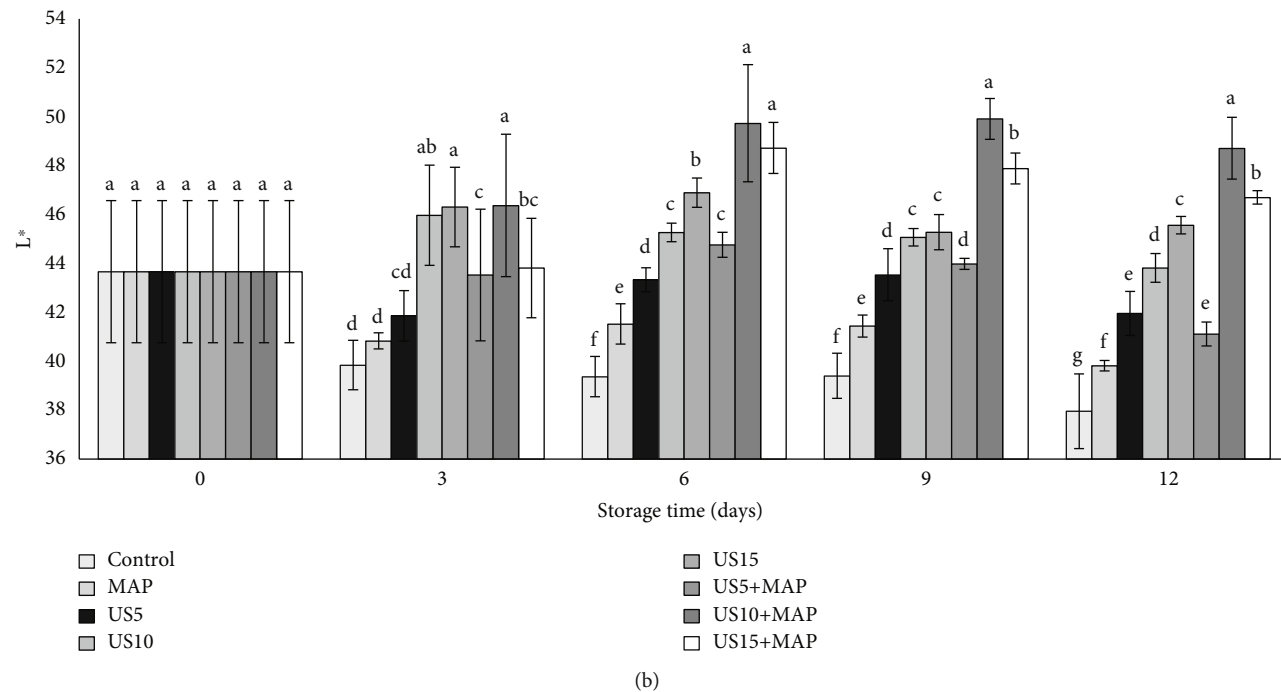 54
52
50
48
46
44
42
40
38
36
L*
a a a a a a a a
d d cd ab a c a bc
f e d c b c a a
f e d c c d a b
g f e d b e a b
0 3 6 9 12
Storage time (days)
Control
MAP
US5
US10
US15
US5+MAP
US10+MAP
US15+MAP
(b)